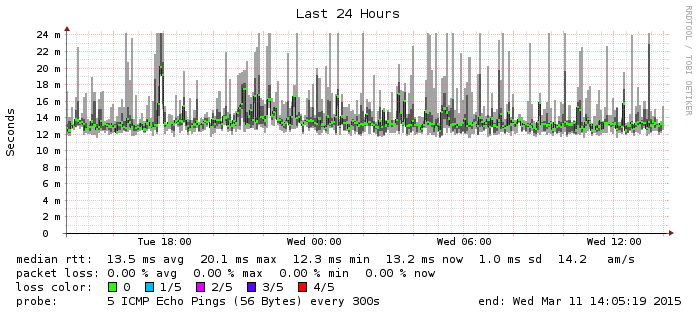 Last 24 Hours
RRDTOOL / TOBI OETIKER
Seconds
24 m
22 m
20 m
18 m
16 m
14 m
12 m
10 m
8 m
6 m
4 m
2 m
0
Tue 18:00 Wed 00:00 Wed 06:00 Wed 12:00
median rtt: 13.5 ms avg 20.1 ms max 12.3 ms min 13.2 ms now 1.0 ms sd 14.2 am/s
packet loss: 0.00 % avg 0.00 % max 0.00 % min 0.00 % now
loss color: 0 1/5 2/5 3/5 4/5
probe: 5 ICMP Echo Pings (56 Bytes) every 300s end: Wed Mar 11 14:05:19 2015